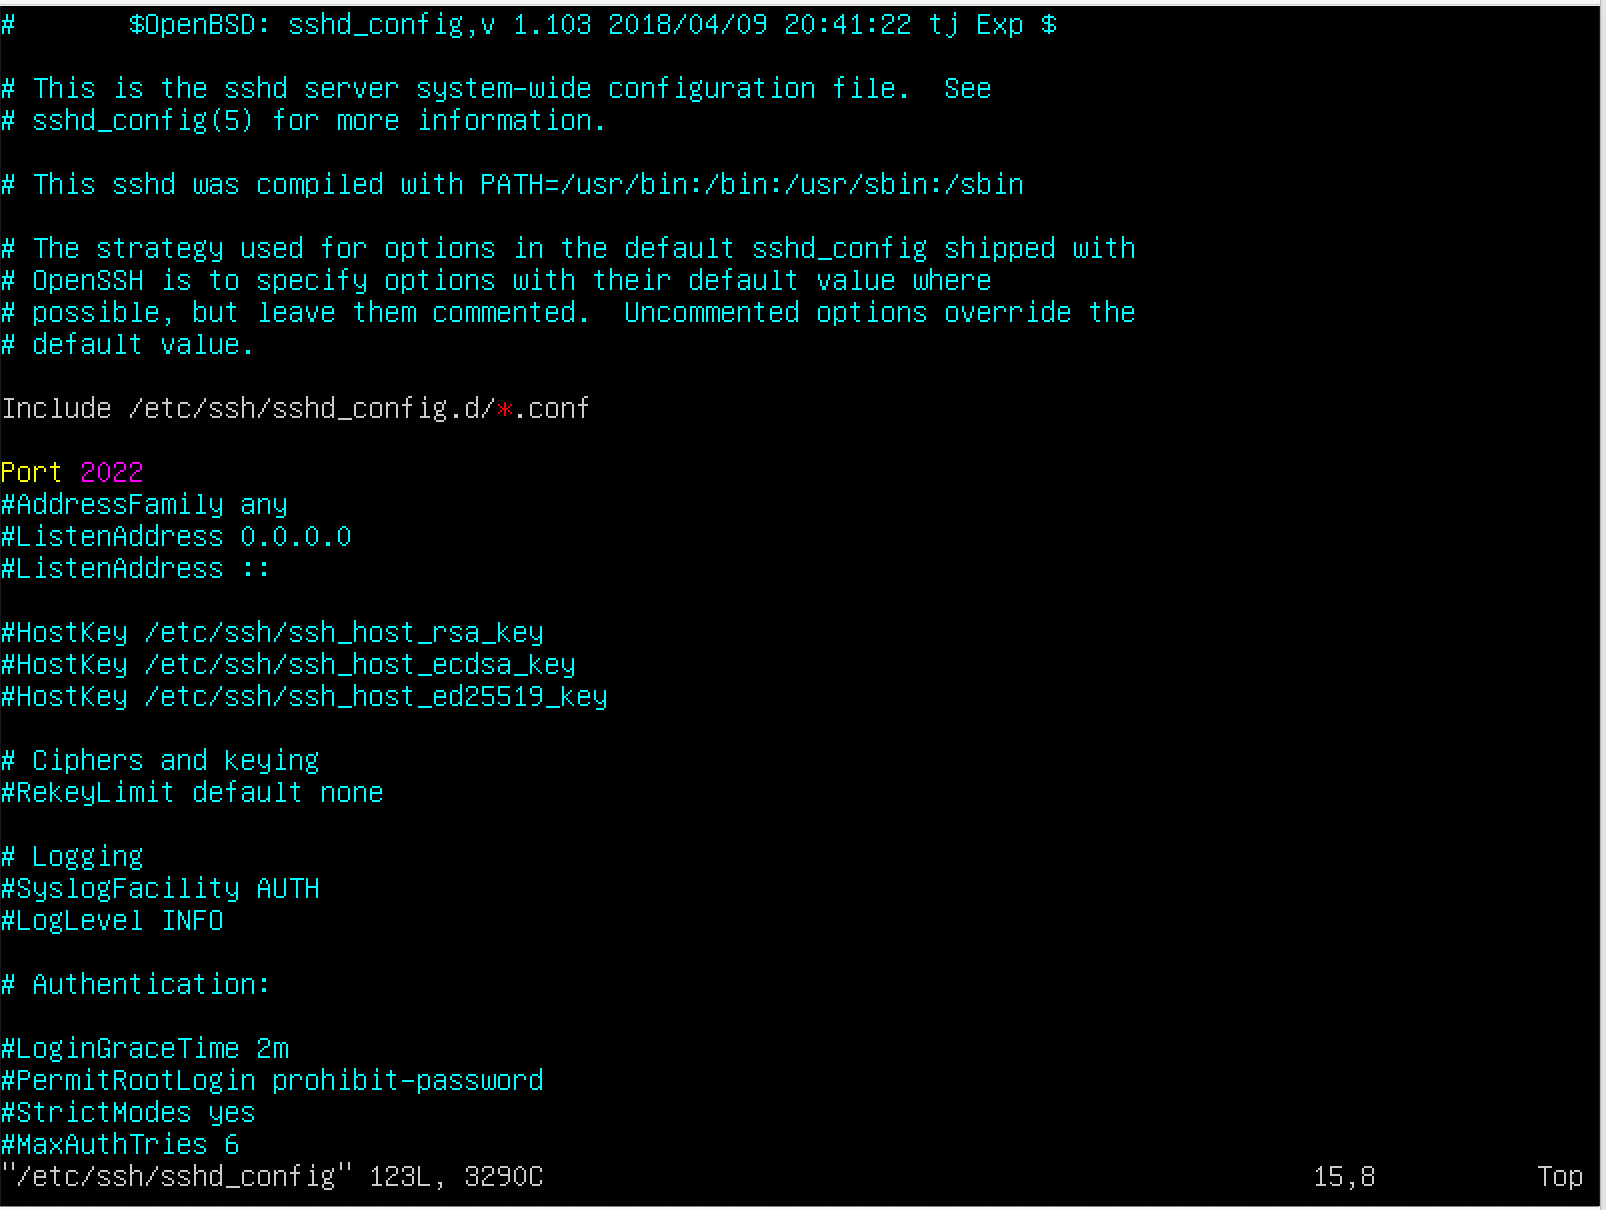 #       $OpenBSD: sshd_config,v 1.103 2018/04/09 20:41:22 tj Exp $
# This is the sshd server system-wide configuration file.  See
# sshd_config(5) for more information.
# This sshd was compiled with PATH=/usr/bin:/bin:/usr/sbin:/sbin
# The strategy used for options in the default sshd_config shipped with
# OpenSSH is to specify options with their default value where
# possible, but leave them commented.  Uncommented options override the
# default value.
Include /etc/ssh/sshd_config.d/*.conf
Port 2022
#AddressFamily any
#ListenAddress 0.0.0.0
#ListenAddress ::
#HostKey /etc/ssh/ssh_host_rsa_key
#HostKey /etc/ssh/ssh_host_ecdsa_key
#HostKey /etc/ssh/ssh_host_ed25519_key
# Ciphers and keying
#RekeyLimit default none
# Logging
#SyslogFacility AUTH
#LogLevel INFO
# Authentication:
#LoginGraceTime 2m
#PermitRootLogin prohibit-password
#StrictModes yes
#MaxAuthTries 6
"/etc/ssh/sshd_config" 123L, 3290C 15,8 Top